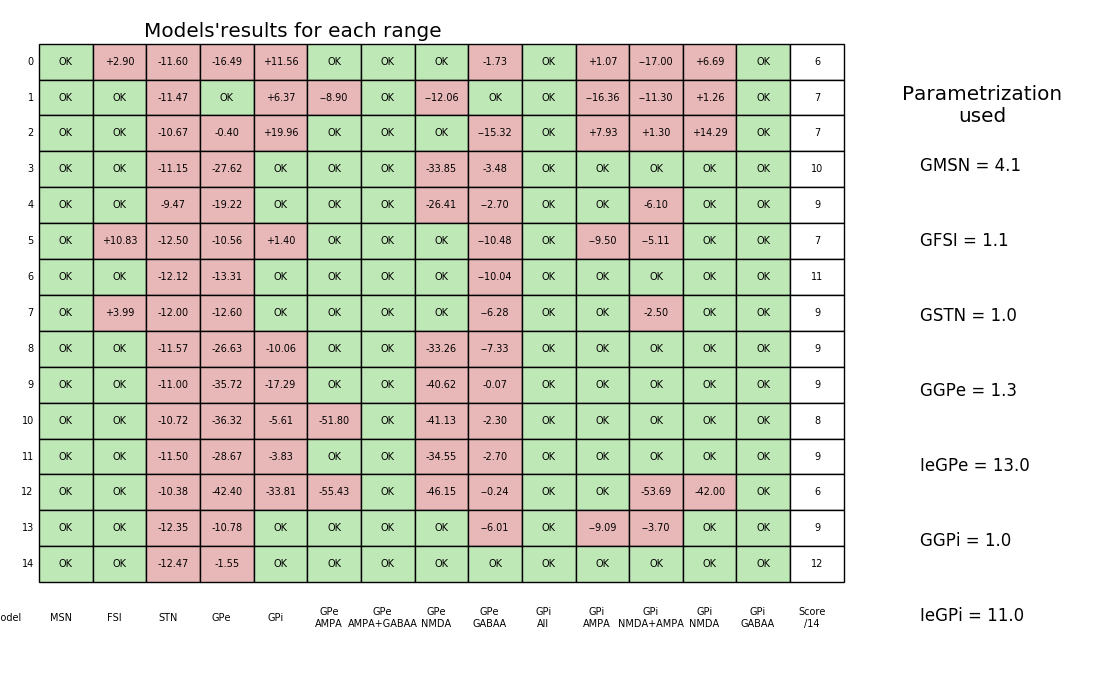 Models'results for each range
0 OK +2.90 -11.60 -16.49 +11.56 OK OK OK -1.73 OK +1.07 --17.00 +6.69 OK 6
1 OK OK -11.47 OK +6.37 --8.90 OK --12.06 OK OK --16.36 --11.30 +1.26 OK 7
2 OK OK -10.67 -0.40 +19.96 OK OK OK --15.32 OK +7.93 +1.30 +14.29 OK 7
3 OK OK -11.15 -27.62 OK OK OK -33.85 -3.48 OK OK OK OK OK 10
4 OK OK -9.47 -19.22 OK OK OK -26.41 --2.70 OK OK -6.10 OK OK 9
5 OK +10.83 -12.50 -10.56 +1.40 OK OK OK --10.48 OK --9.50 --5.11 OK OK 7
6 OK OK -12.12 -13.31 OK OK OK OK --10.04 OK OK OK OK OK 11
7 OK +3.99 -12.00 -12.60 OK OK OK OK --6.28 OK OK -2.50 OK OK 9
8 OK OK -11.57 -26.63 -10.06 OK OK -33.26 --7.33 OK OK OK OK OK 9
9 OK OK -11.00 -35.72 -17.29 OK OK -40.62 -0.07 OK OK OK OK OK 9
10 OK OK -10.72 -36.32 -5.61 -51.80 OK -41.13 -2.30 OK OK OK OK OK 8
11 OK OK -11.50 -28.67 -3.83 OK OK -34.55 -2.70 OK OK OK OK OK 9
12 OK OK -10.38 -42.40 -33.81 -55.43 OK -46.15 --0.24 OK OK -53.69 -42.00 OK 6
13 OK OK -12.35 -10.78 OK OK OK OK --6.01 OK --9.09 --3.70 OK OK 9
14 OK OK -12.47 -1.55 OK OK OK OK OK OK OK OK OK OK 12
odel MSN FSI STN GPe GPi GPe GPe GPe GPe GPi GPi GPi GPi GPi Score
AMPA AMPA+GABAA NMDA GABAA All AMPA NMDA+AMPA NMDA GABAA /14
Parametrization
used
GMSN = 4.1
GFSI = 1.1
GSTN = 1.0
GGPe = 1.3
IeGPe = 13.0
GGPi = 1.0
IeGPi = 11.0